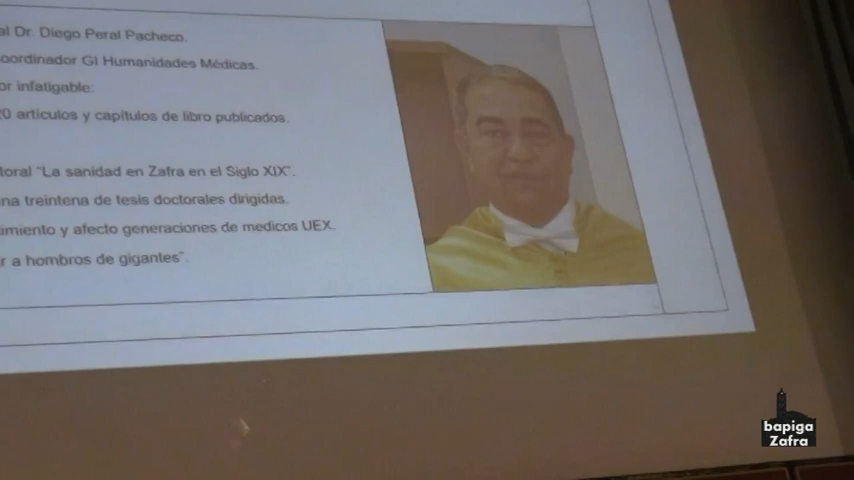 al Dr. Diego Peral Pacheco.
oordinador GI Humanidades Médicas.
or infatigable:
0 artículos y capítulos de libro publicados.
toral "La sanidad en Zafra en el Siglo XIX".
na treintena de tesis doctorales dirigidas.
imiento y afecto generaciones de medicos UEX.
r a hombros de gigantes".
bapiga
Zafra